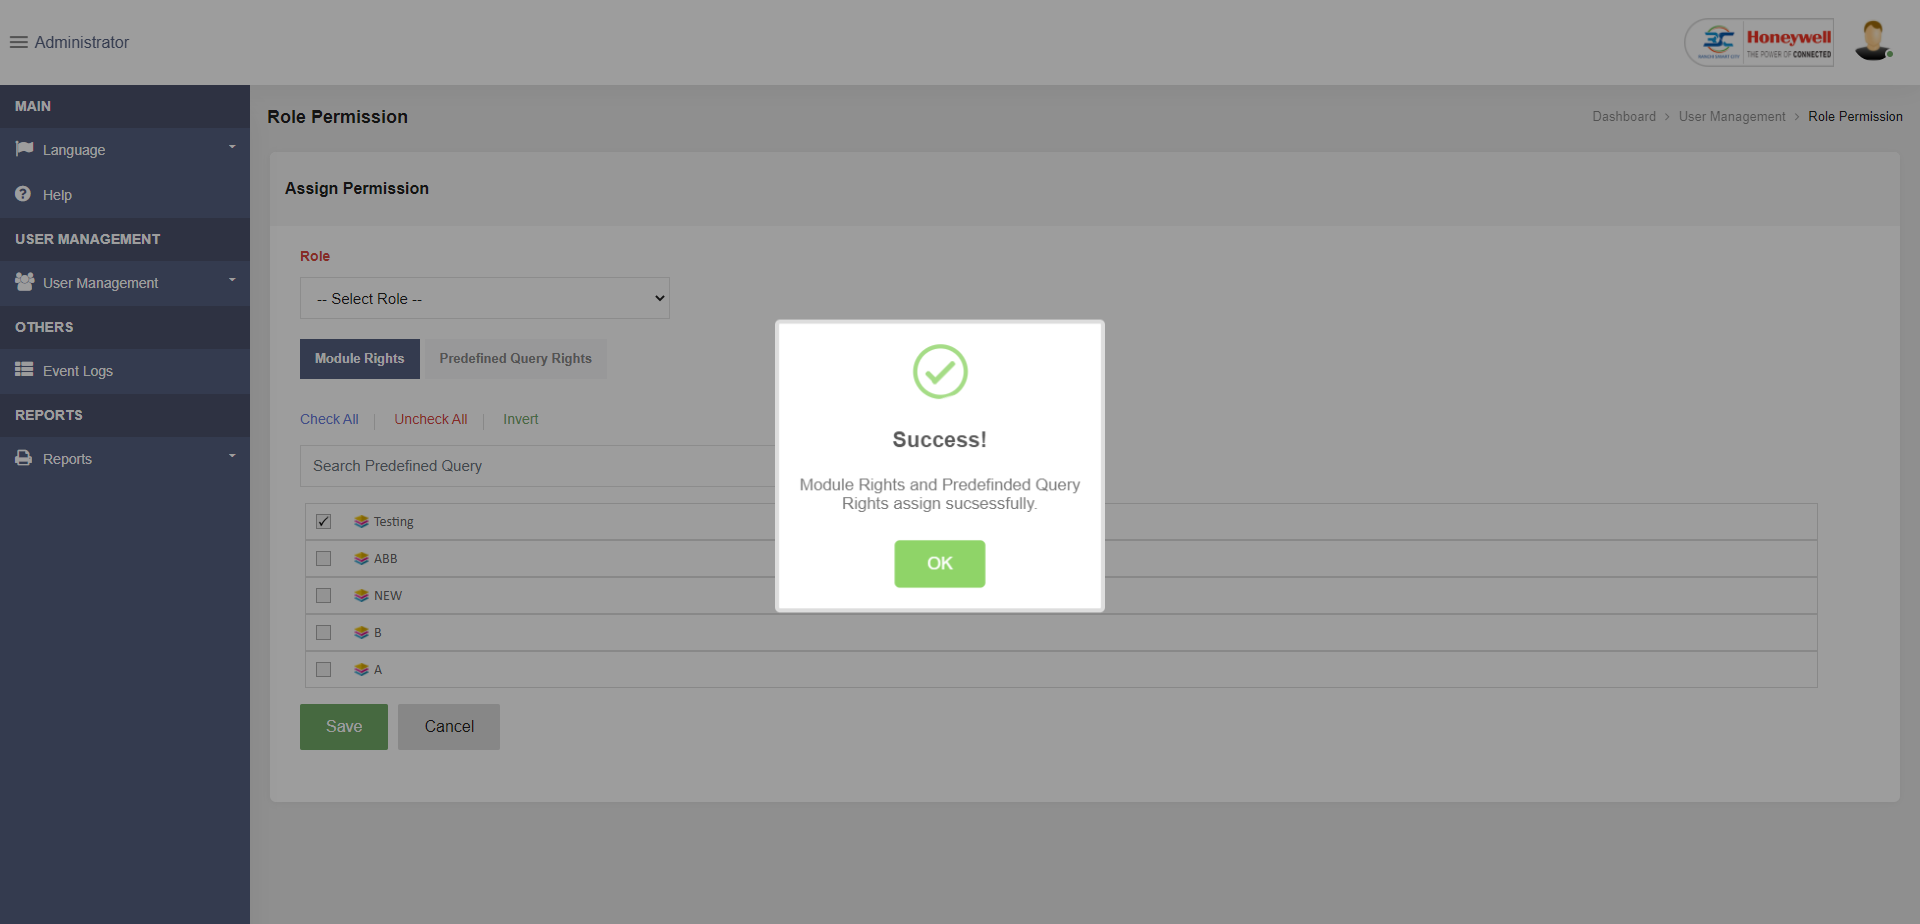 Administrator
Honeywell
THE POWER OF CONNECTED
MAIN
Language
Help
USER MANAGEMENT
User Management
OTHERS
Event Logs
REPORTS
Reports
Role Permission
Dashboard > User Management > Role Permission
Assign Permission
Role
-- Select Role --
Module Rights
Predefined Query Rights
Check All
Uncheck All
Invert
Search Predefined Query
Testing
ABB
NEW
B
A
Save
Cancel
Success!
Module Rights and Predefinded Query
Rights assign sucsessfully.
OK